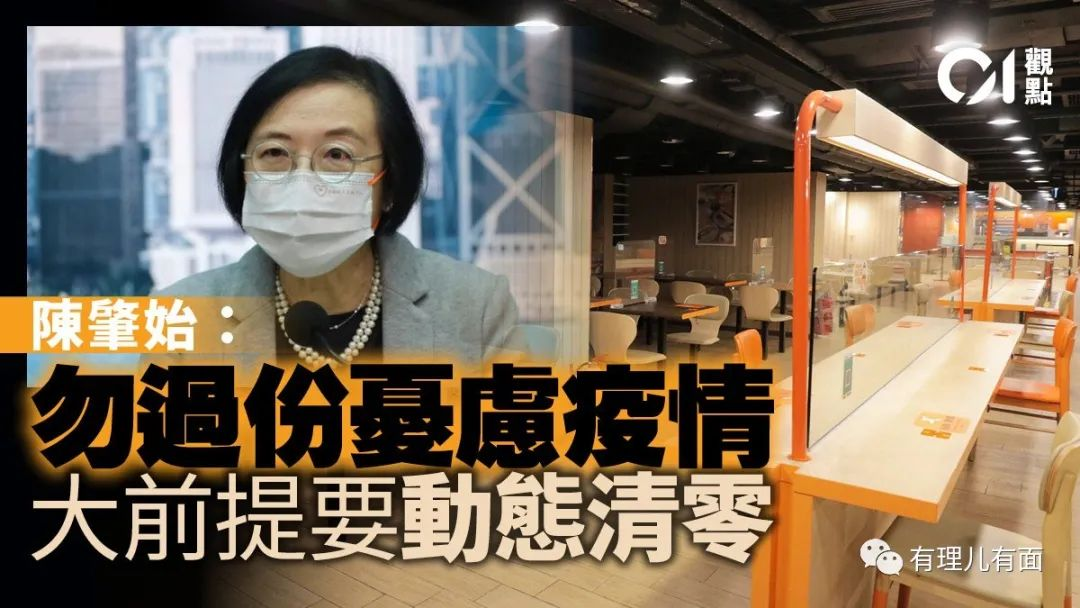 01 觀點
陳肇始：
勿過份憂慮疫情
大前提要動態清零
有理儿有面